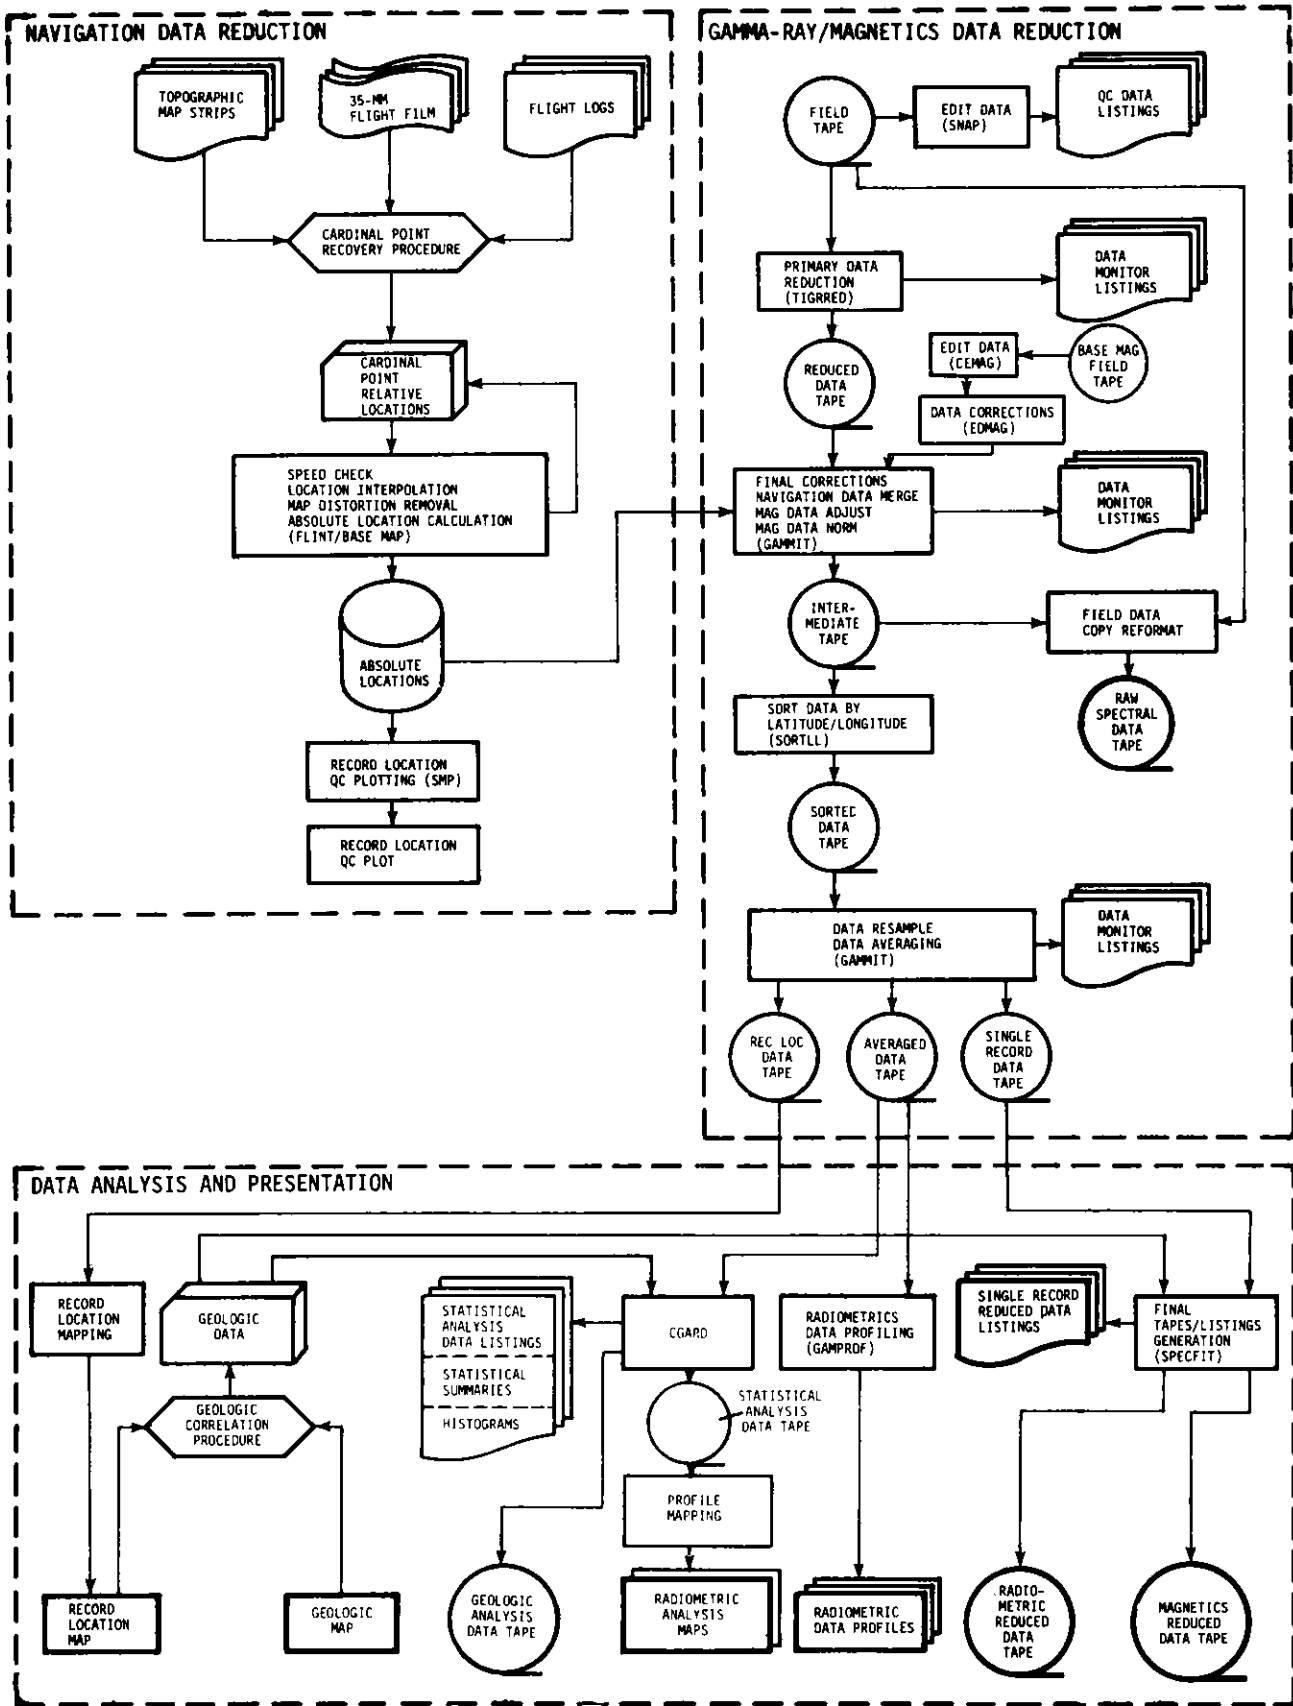 NAVIGATION DATA REDUCTION
TOPOGRAPHIC
MAP STRIPS
35-MM
FLIGHT FILM
FLIGHT LOGS
CARDINAL POINT
RECOVERY PROCEDURE
CARDINAL
POINT
RELATIVE
LOCATIONS
SPEED CHECK
LOCATION INTERPOLATION
MAP DISTORTION REMOVAL
ABSOLUTE LOCATION CALCULATION
(FLINT/BASE MAP)
ABSOLUTE
LOCATIONS
RECORD LOCATION
QC PLOTTING (SMP)
RECORD LOCATION
QC PLOT
GAMMA-RAY/MAGNETICS DATA REDUCTION
FIELD
TAPE
EDIT DATA
(SNAP)
QC DATA
LISTINGS
PRIMARY DATA
REDUCTION
(TIGRRED)
DATA
MONITOR
LISTINGS
REDUCED
DATA
TAPE
EDIT DATA
(CEMAG)
BASE MAG
FIELD
TAPE
DATA CORRECTIONS
(EDMAG)
FINAL CORRECTIONS
NAVIGATION DATA MERGE
MAG DATA ADJUST
MAG DATA NORM
(GAMMIT)
DATA
MONITOR
LISTINGS
INTER-
MEDIATE
TAPE
FIELD DATA
COPY REFORMAT
RAW
SPECTRAL
DATA
TAPE
SORT DATA BY
LATITUDE/LONGITUDE
(SORTLL)
SORTED
DATA
TAPE
DATA RESAMPLE
DATA AVERAGING
(GAMMIT)
DATA
MONITOR
LISTINGS
REC LOC
DATA
TAPE
AVERAGED
DATA
TAPE
SINGLE
RECORD
DATA
TAPE
DATA ANALYSIS AND PRESENTATION
RECORD
LOCATION
MAPPING
GEOLOGIC
DATA
STATISTICAL
ANALYSIS
DATA LISTINGS
STATISTICAL
SUMMARIES
HISTOGRAMS
CGARD
RADIOMETRICS
DATA PROFILING
(GAMPROF)
SINGLE RECORD
REDUCED DATA
LISTINGS
FINAL
TAPES/LISTINGS
GENERATION
(SPECFIT)
GEOLOGIC
CORRELATION
PROCEDURE
STATISTICAL
ANALYSIS
DATA TAPE
PROFILE
MAPPING
RECORD
LOCATION
MAP
GEOLOGIC
MAP
GEOLOGIC
ANALYSIS
DATA TAPE
RADIOMETRIC
ANALYSIS
MAPS
RADIOMETRIC
DATA PROFILES
RADIO-
METRIC
REDUCED
DATA
TAPE
MAGNETICS
REDUCED
DATA TAPE